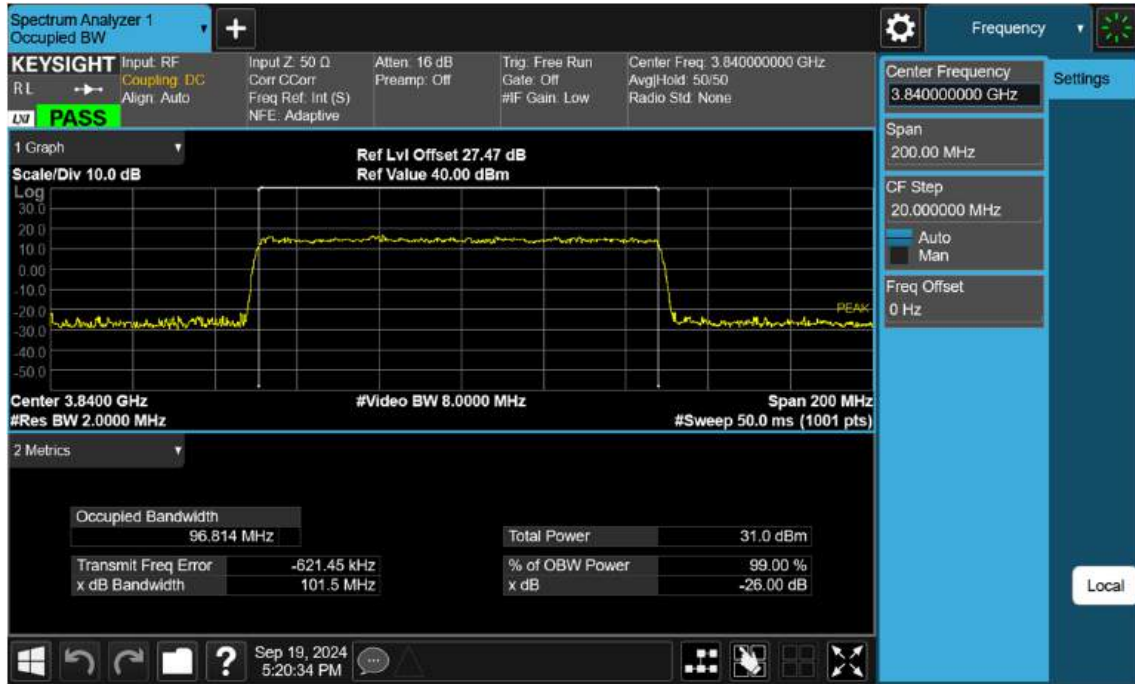 Spectrum Analyzer 1
Occupied BW
Frequency
KEYSIGHT
RL
LXI
PASS
Input: RF
Coupling: DC
Align: Auto
Input Z: 50 Ω
Corr CCorr
Freq Ref: Int (S)
NFE: Adaptive
Atten: 16 dB
Preamp: Off
Trig: Free Run
Gate: Off
#IF Gain: Low
Center Freq: 3.840000000 GHz
Avg|Hold: 50/50
Radio Std: None
Center Frequency
3.840000000 GHz
Settings
Span
200.00 MHz
CF Step
20.000000 MHz
Auto
Man
Freq Offset
0 Hz
Local
1 Graph
Scale/Div 10.0 dB
Ref Lvl Offset 27.47 dB
Ref Value 40.00 dBm
Log
30.0
20.0
10.0
0.00
-10.0
-20.0
-30.0
-40.0
-50.0
PEAK
Center 3.8400 GHz
#Res BW 2.0000 MHz
#Video BW 8.0000 MHz
Span 200 MHz
#Sweep 50.0 ms (1001 pts)
2 Metrics
Occupied Bandwidth
96.814 MHz
Transmit Freq Error -621.45 kHz
x dB Bandwidth 101.5 MHz
Total Power 31.0 dBm
% of OBW Power 99.00 %
x dB -26.00 dB
?
Sep 19, 2024
5:20:34 PM